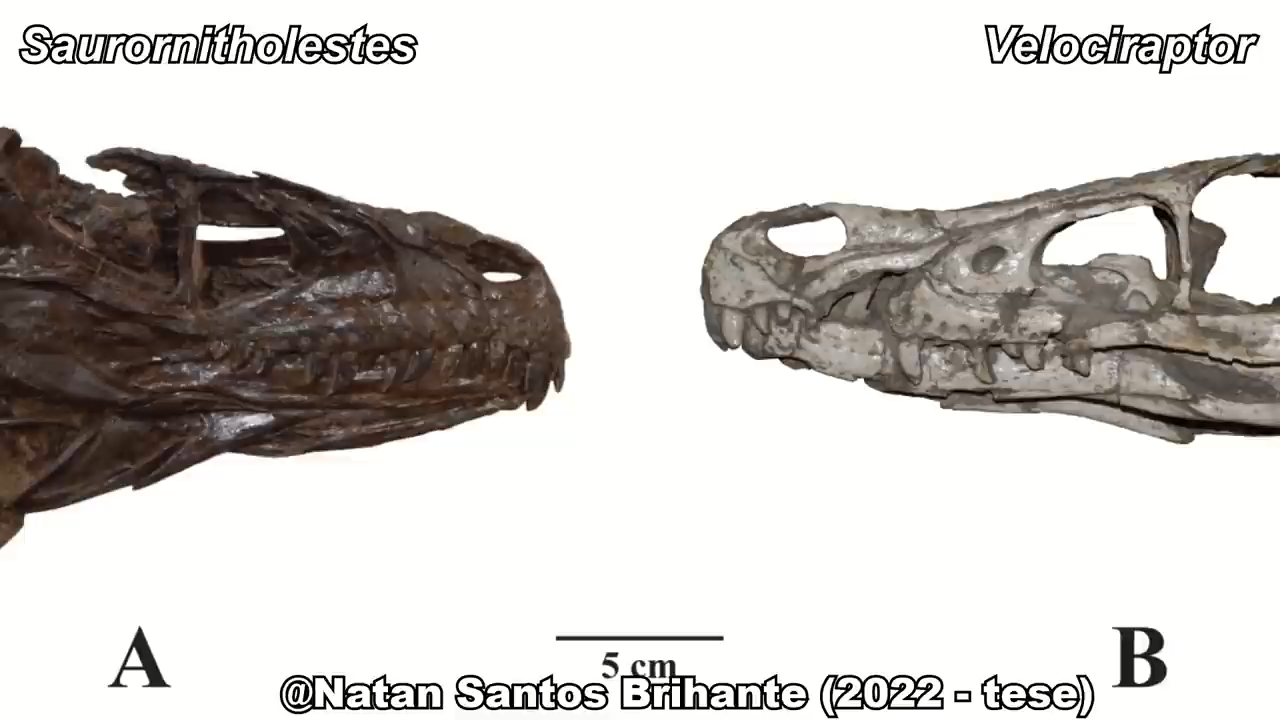 Saurornitholestes
Velociraptor
A
5 cm
B
@Natan Santos Brihante (2022 - tese)